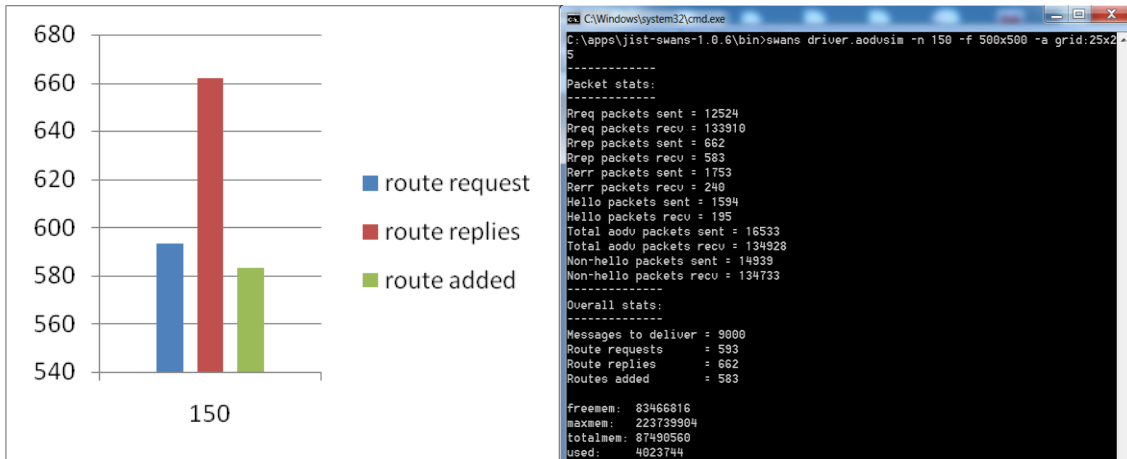 680
660
640
620
600
580
560
540
150
route request
route replies
route added
C:\Windows\system32\cmd.exe
C:\apps\jist-swans-1.0.6\bin>swans driver.aodvsim -n 150 -f 500x500 -a grid:25x2
5
-------------
Packet stats:
-------------
Rreq packets sent = 12524
Rreq packets recv = 133910
Rrep packets sent = 662
Rrep packets recv = 583
Rerr packets sent = 1753
Rerr packets recv = 240
Hello packets sent = 1594
Hello packets recv = 195
Total aodv packets sent = 16533
Total aodv packets recv = 134928
Non-hello packets sent = 14939
Non-hello packets recv = 134733
--------------
Overall stats:
--------------
Messages to deliver = 9000
Route requests = 593
Route replies = 662
Routes added = 583
freemem: 83466816
maxmem: 223739904
totalmem: 87490560
used: 4023744